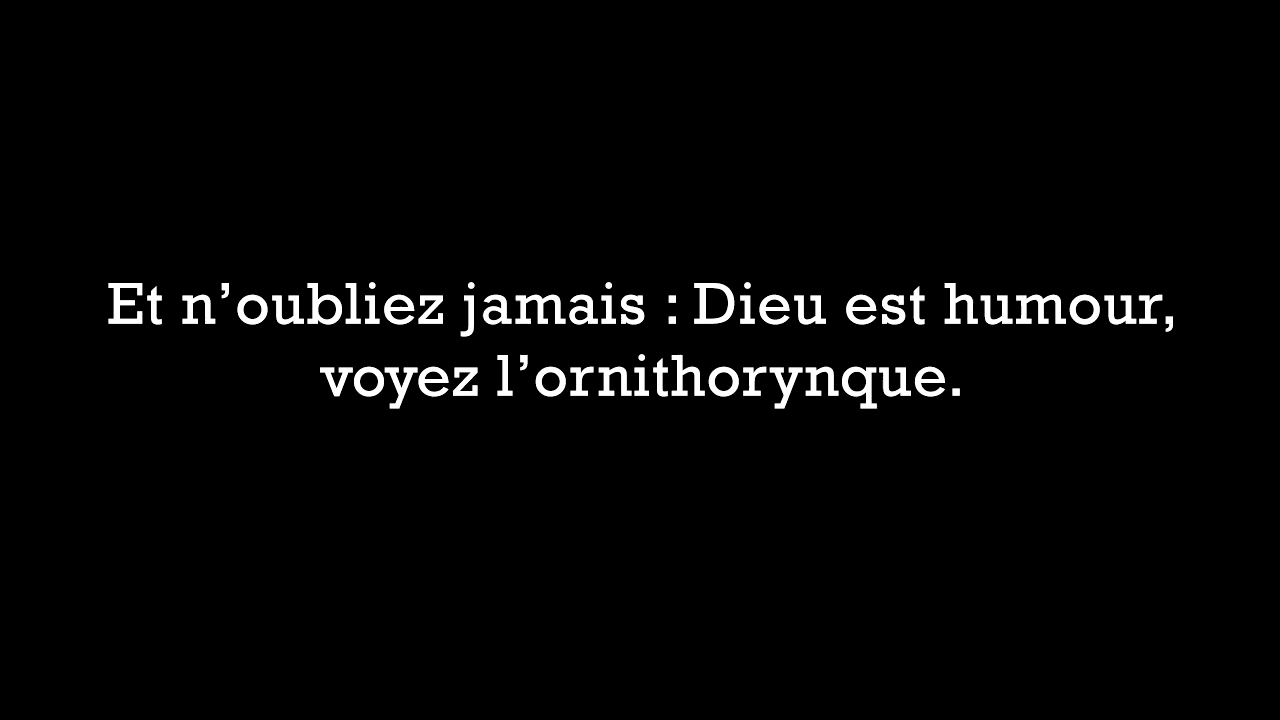 Et n’oubliez jamais : Dieu est humour,
voyez l’ornithorynque.